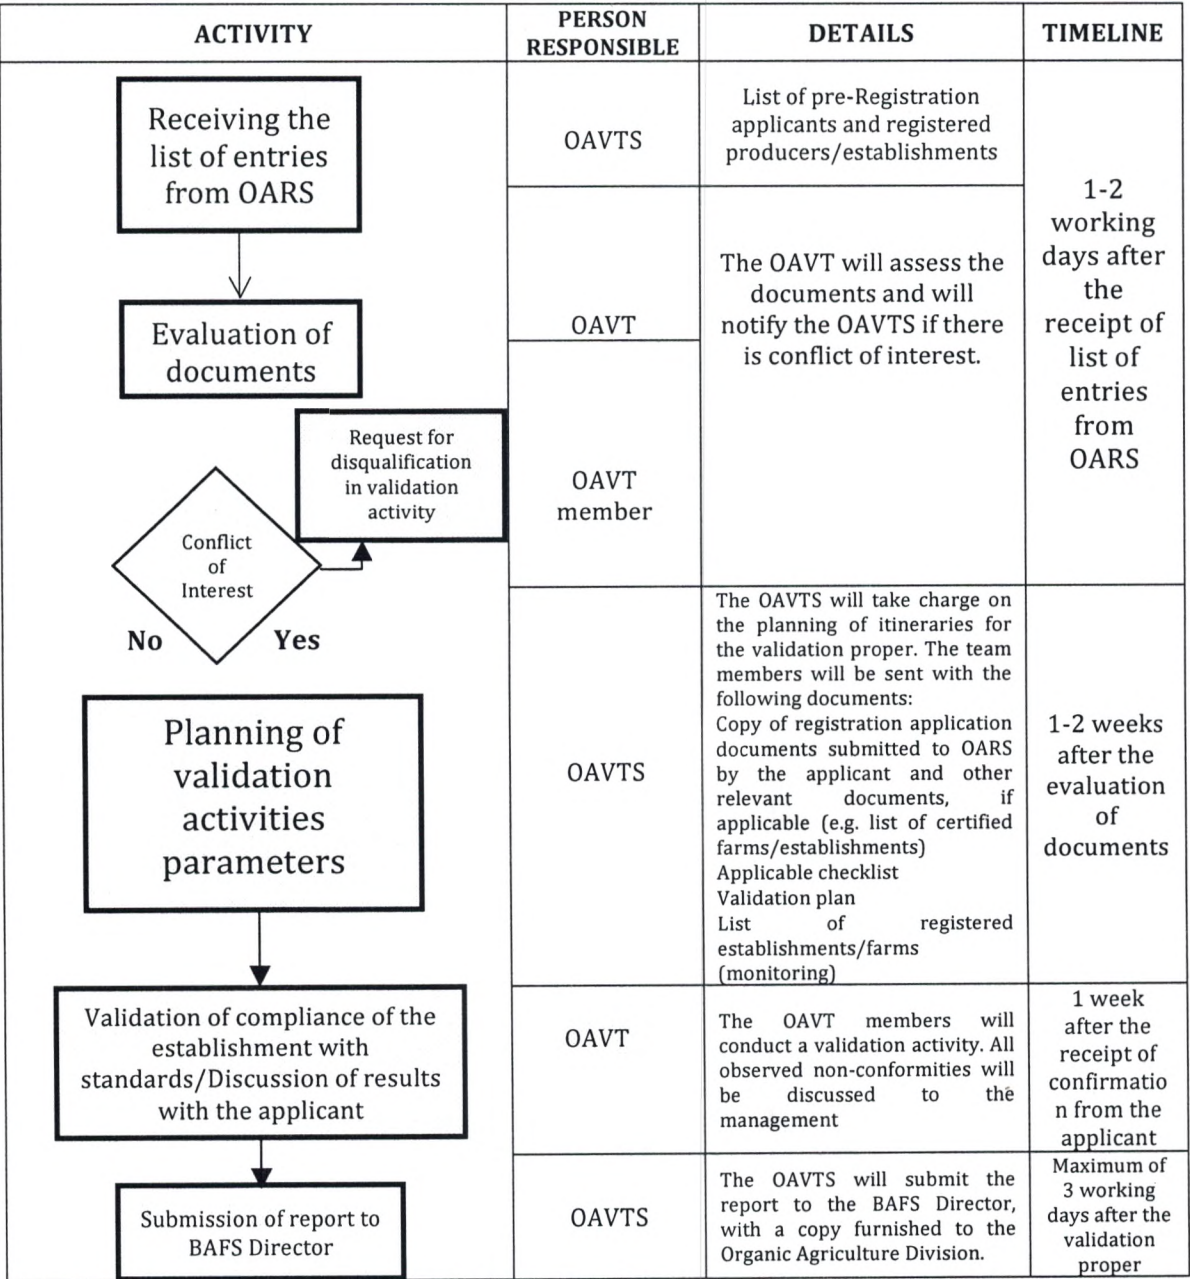 ACTIVITY
PERSON
RESPONSIBLE
DETAILS
TIMELINE
Receiving the
list of entries
from OARS
OAVTS
List of pre-Registration
applicants and registered
producers/establishments
1-2
working
days after
the
receipt of
list of
entries
from
OARS
Evaluation of
documents
OAVT
The OAVT will assess the
documents and will
notify the OAVTS if there
is conflict of interest.
Request for
disqualification
in validation
activity
OAVT
member
Conflict
of
Interest
No
Yes
Planning of
validation
activities
parameters
OAVTS
The OAVTS will take charge on
the planning of itineraries for
the validation proper. The team
members will be sent with the
following documents:
Copy of registration application
documents submitted to OARS
by the applicant and other
relevant documents, if
applicable (e.g. list of certified
farms/establishments)
Applicable checklist
Validation plan
List of registered
establishments/farms
(monitoring)
1-2 weeks
after the
evaluation
of
documents
Validation of compliance of the
establishment with
standards/Discussion of results
with the applicant
OAVT
The OAVT members will
conduct a validation activity. All
observed non-conformities will
be discussed to the
management
1 week
after the
receipt of
confirmatio
n from the
applicant
Submission of report to
BAFS Director
OAVTS
The OAVTS will submit the
report to the BAFS Director,
with a copy furnished to the
Organic Agriculture Division.
Maximum of
3 working
days after the
validation
proper